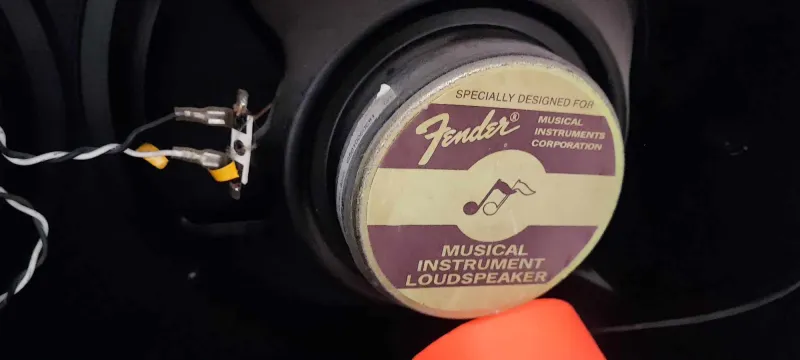 SPECIALLY DESIGNED FOR
Fender®
MUSICAL
INSTRUMENTS
CORPORATION
MUSICAL
INSTRUMENT
LOUDSPEAKER